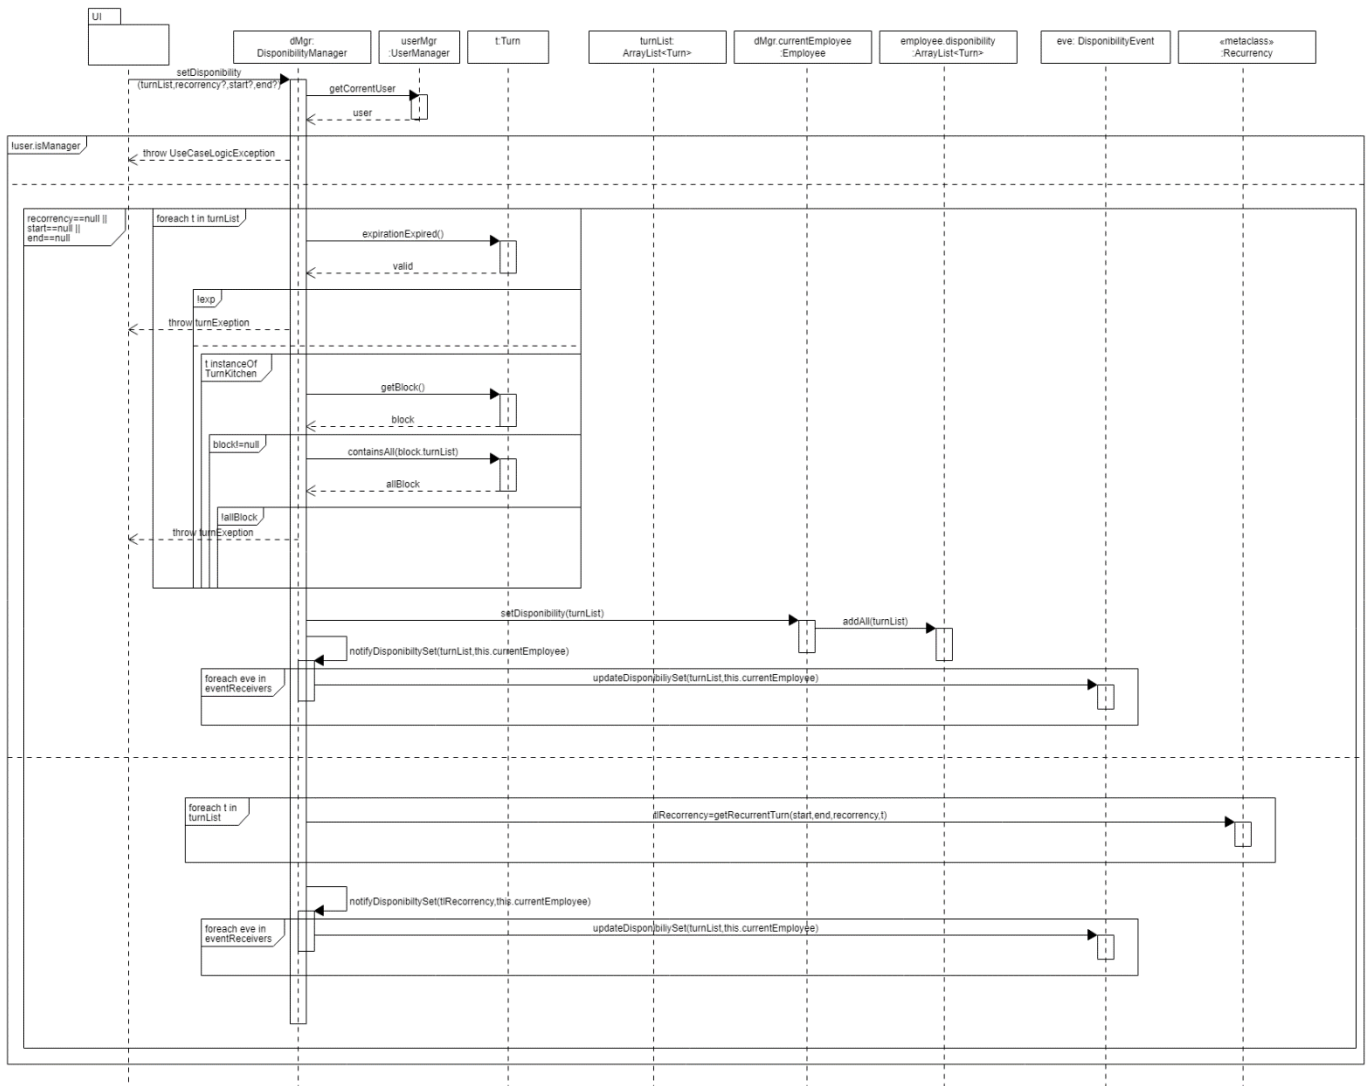 UI
dMgr:
DisponibilityManager
userMgr
:UserManager
t:Turn
turnList:
ArrayList<Turn>
dMgr.currentEmployee
:Employee
employee.disponibility
:ArrayList<Turn>
eve: DisponibilityEvent
«metaclass»
:Recurrency
setDisponibility
(turnList,recorrency?,start?,end?)
getCorrentUser
user
!user.isManager
throw UseCaseLogicException
recorrency==null ||
start==null ||
end==null
foreach t in turnList
expirationExpired()
valid
!exp
throw turnExeption
t instanceOf
TurnKitchen
getBlock()
block
block!=null
containsAll(block.turnList)
allBlock
!allBlock
throw turnExeption
setDisponibility(turnList)
addAll(turnList)
notifyDisponibiltySet(turnList,this.currentEmployee)
foreach eve in
eventReceivers
updateDisponibiliySet(turnList,this.currentEmployee)
foreach t in
turnList
tlRecorrency=getRecurrentTurn(start,end,recorrency,t)
notifyDisponibiltySet(tlRecorrency,this.currentEmployee)
foreach eve in
eventReceivers
updateDisponibiliySet(turnList,this.currentEmployee)